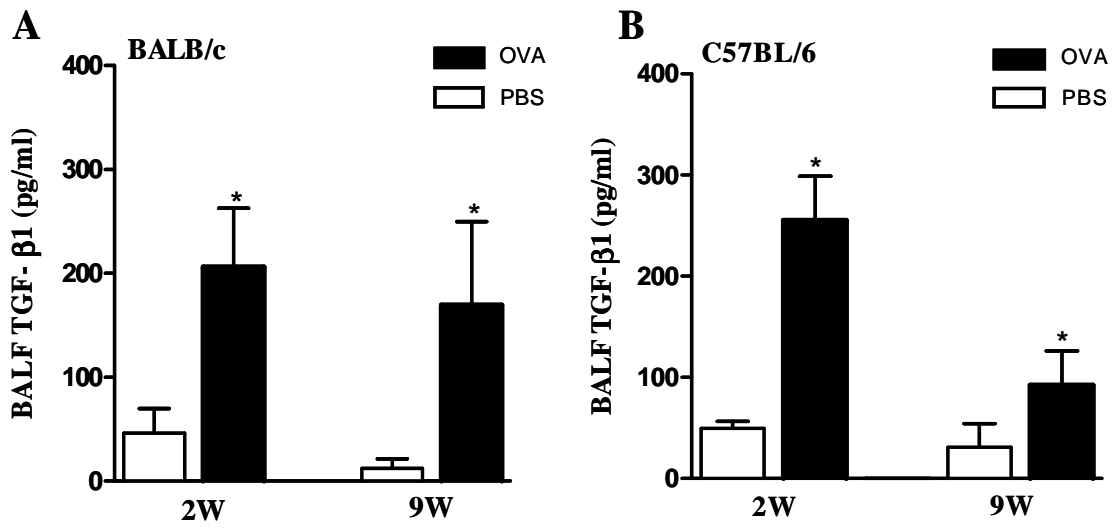 A
BALB/c
OVA
PBS
BALF TGF- β1 (pg/ml)
400
300
200
100
0
*
*
2W
9W
B
C57BL/6
OVA
PBS
BALF TGF-β1 (pg/ml)
400
300
200
100
0
*
*
2W
9W